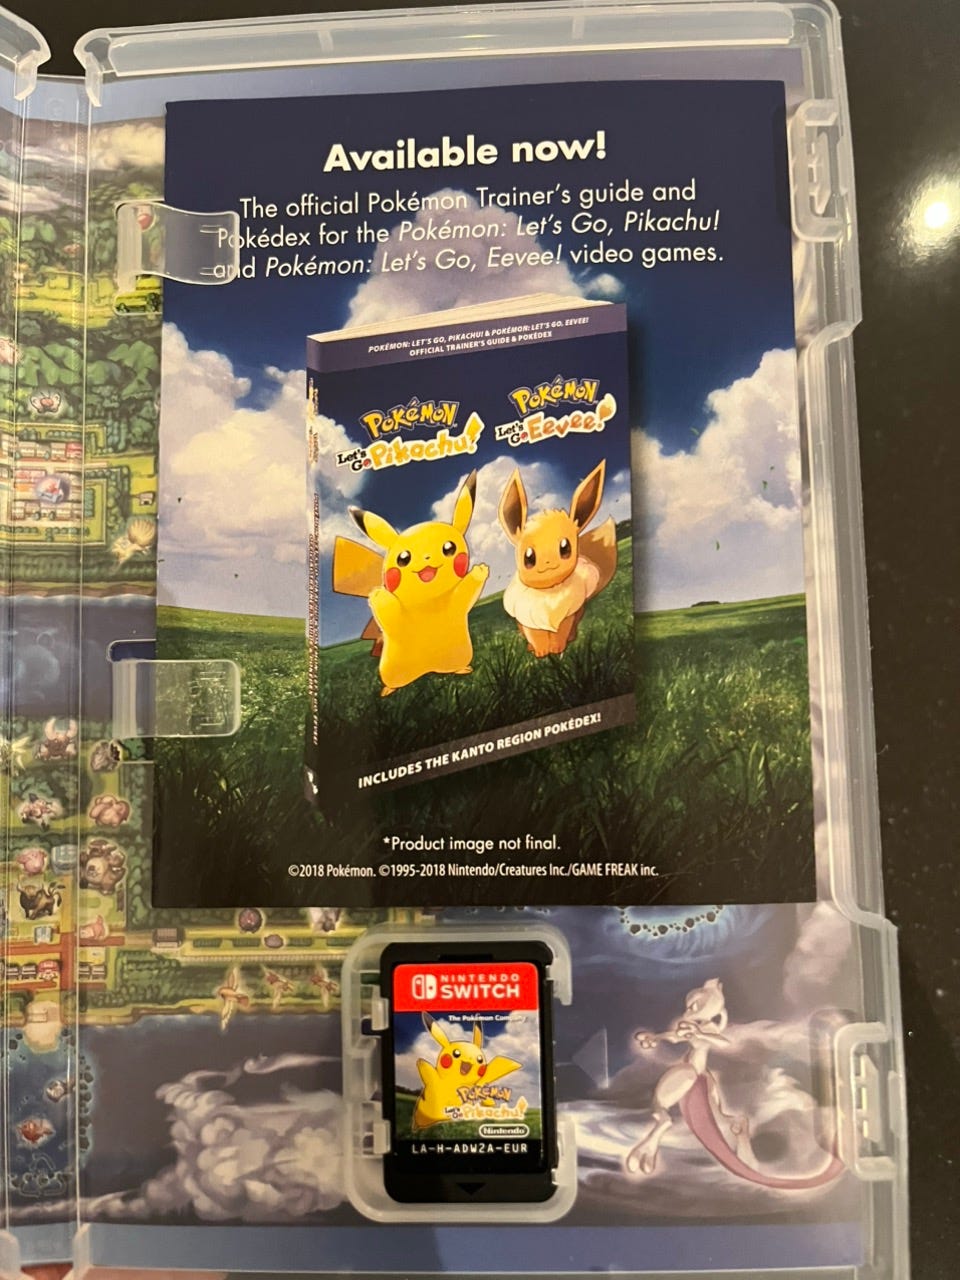 Available now!
The official Pokémon Trainer's guide and
Pokédex for the Pokémon: Let's Go, Pikachu!
and Pokémon: Let's Go, Eevee! video games.
POKÉMON: LET'S GO, PIKACHU! & POKÉMON: LET'S GO, EEVEE!
OFFICIAL TRAINER'S GUIDE & POKÉDEX
POKéMON
Let's Go Pikachu!
POKéMON
Let's Go Eevee!
INCLUDES THE KANTO REGION POKÉDEX!
*Product image not final.
©2018 Pokémon. ©1995-2018 Nintendo/Creatures Inc./GAME FREAK inc.
NINTENDO
SWITCH
The Pokémon Company
POKéMON
Let's Go Pikachu!
Nintendo
LA-H-ADW2A-EUR